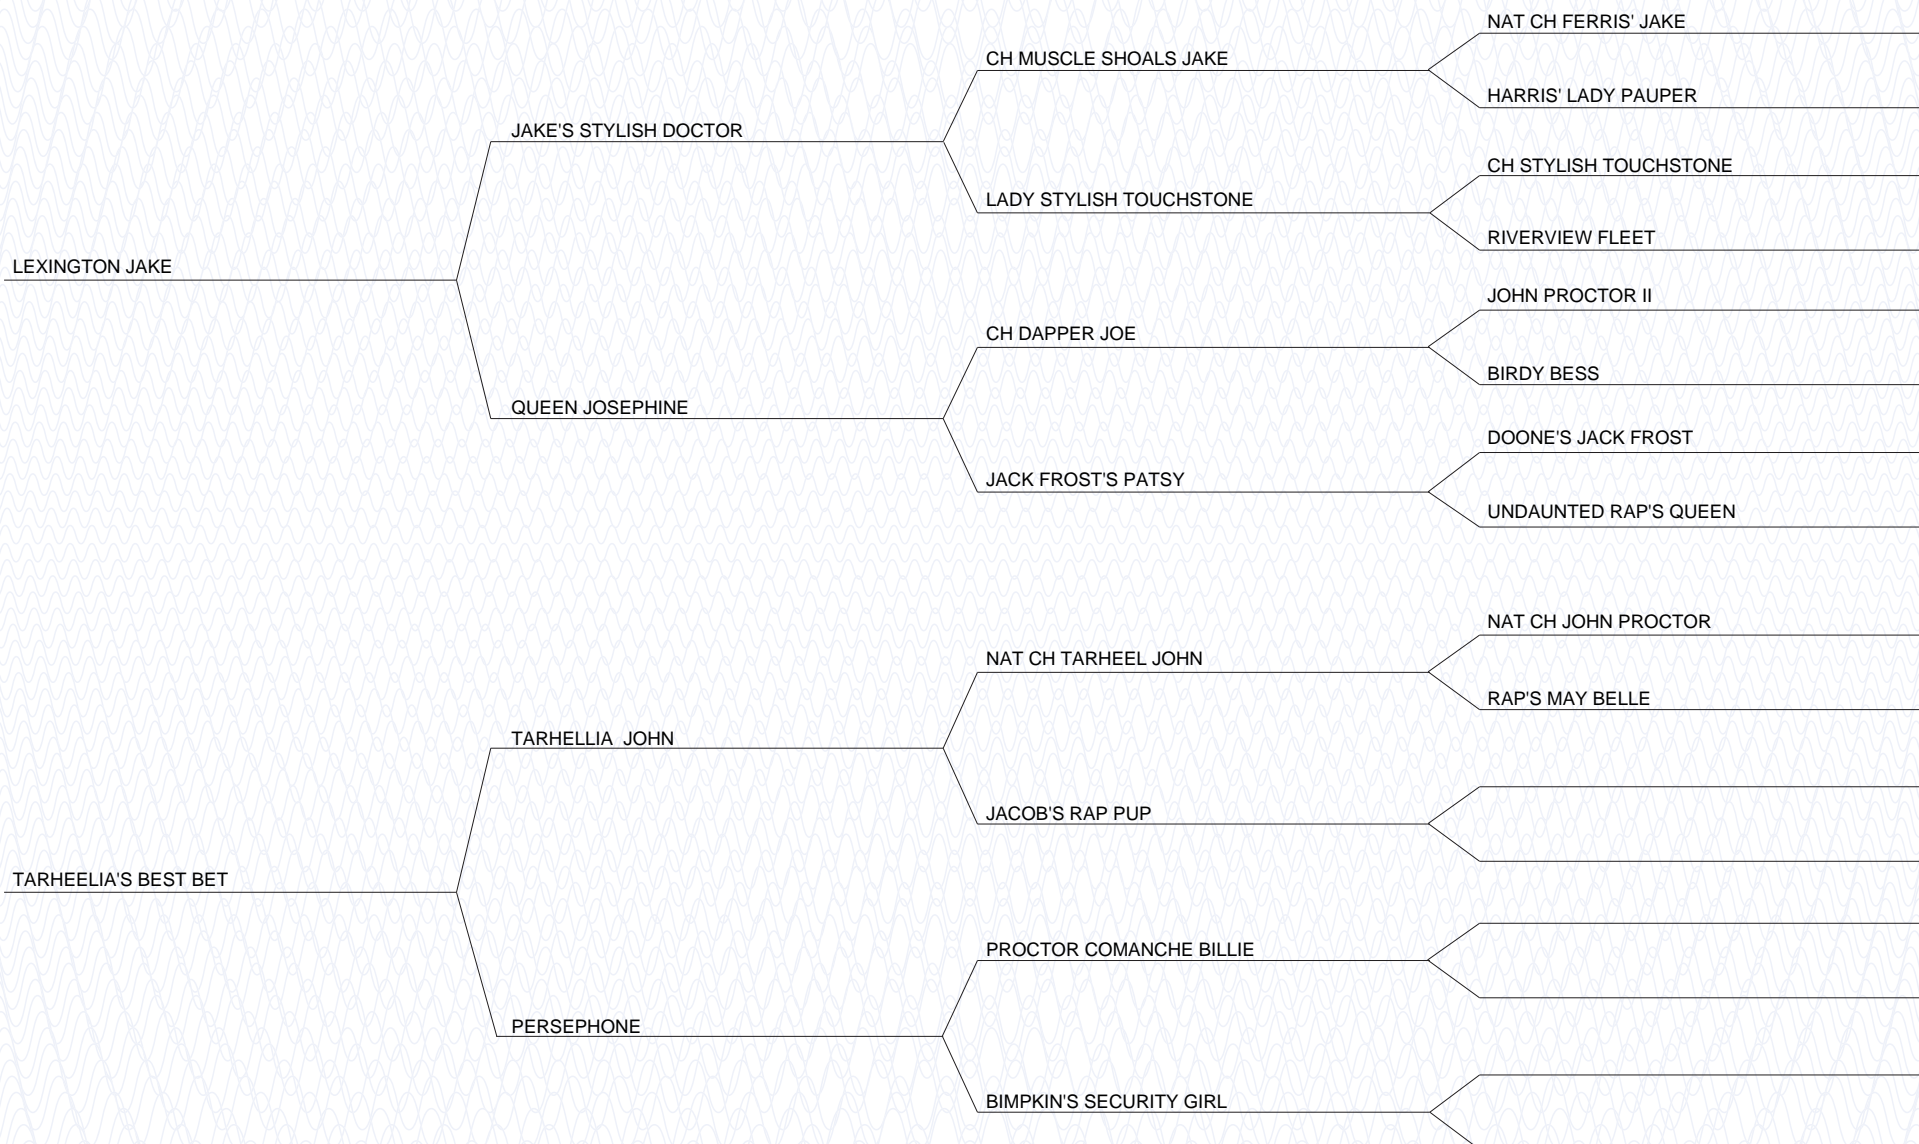 NAT CH FERRIS' JAKE
CH MUSCLE SHOALS JAKE
HARRIS' LADY PAUPER
JAKE'S STYLISH DOCTOR
CH STYLISH TOUCHSTONE
LADY STYLISH TOUCHSTONE
RIVERVIEW FLEET
LEXINGTON JAKE
JOHN PROCTOR II
CH DAPPER JOE
BIRDY BESS
QUEEN JOSEPHINE
DOONE'S JACK FROST
JACK FROST'S PATSY
UNDAUNTED RAP'S QUEEN
NAT CH JOHN PROCTOR
NAT CH TARHEEL JOHN
RAP'S MAY BELLE
TARHELLIA  JOHN
JACOB'S RAP PUP
TARHEELIA'S BEST BET
PROCTOR COMANCHE BILLIE
PERSEPHONE
BIMPKIN'S SECURITY GIRL